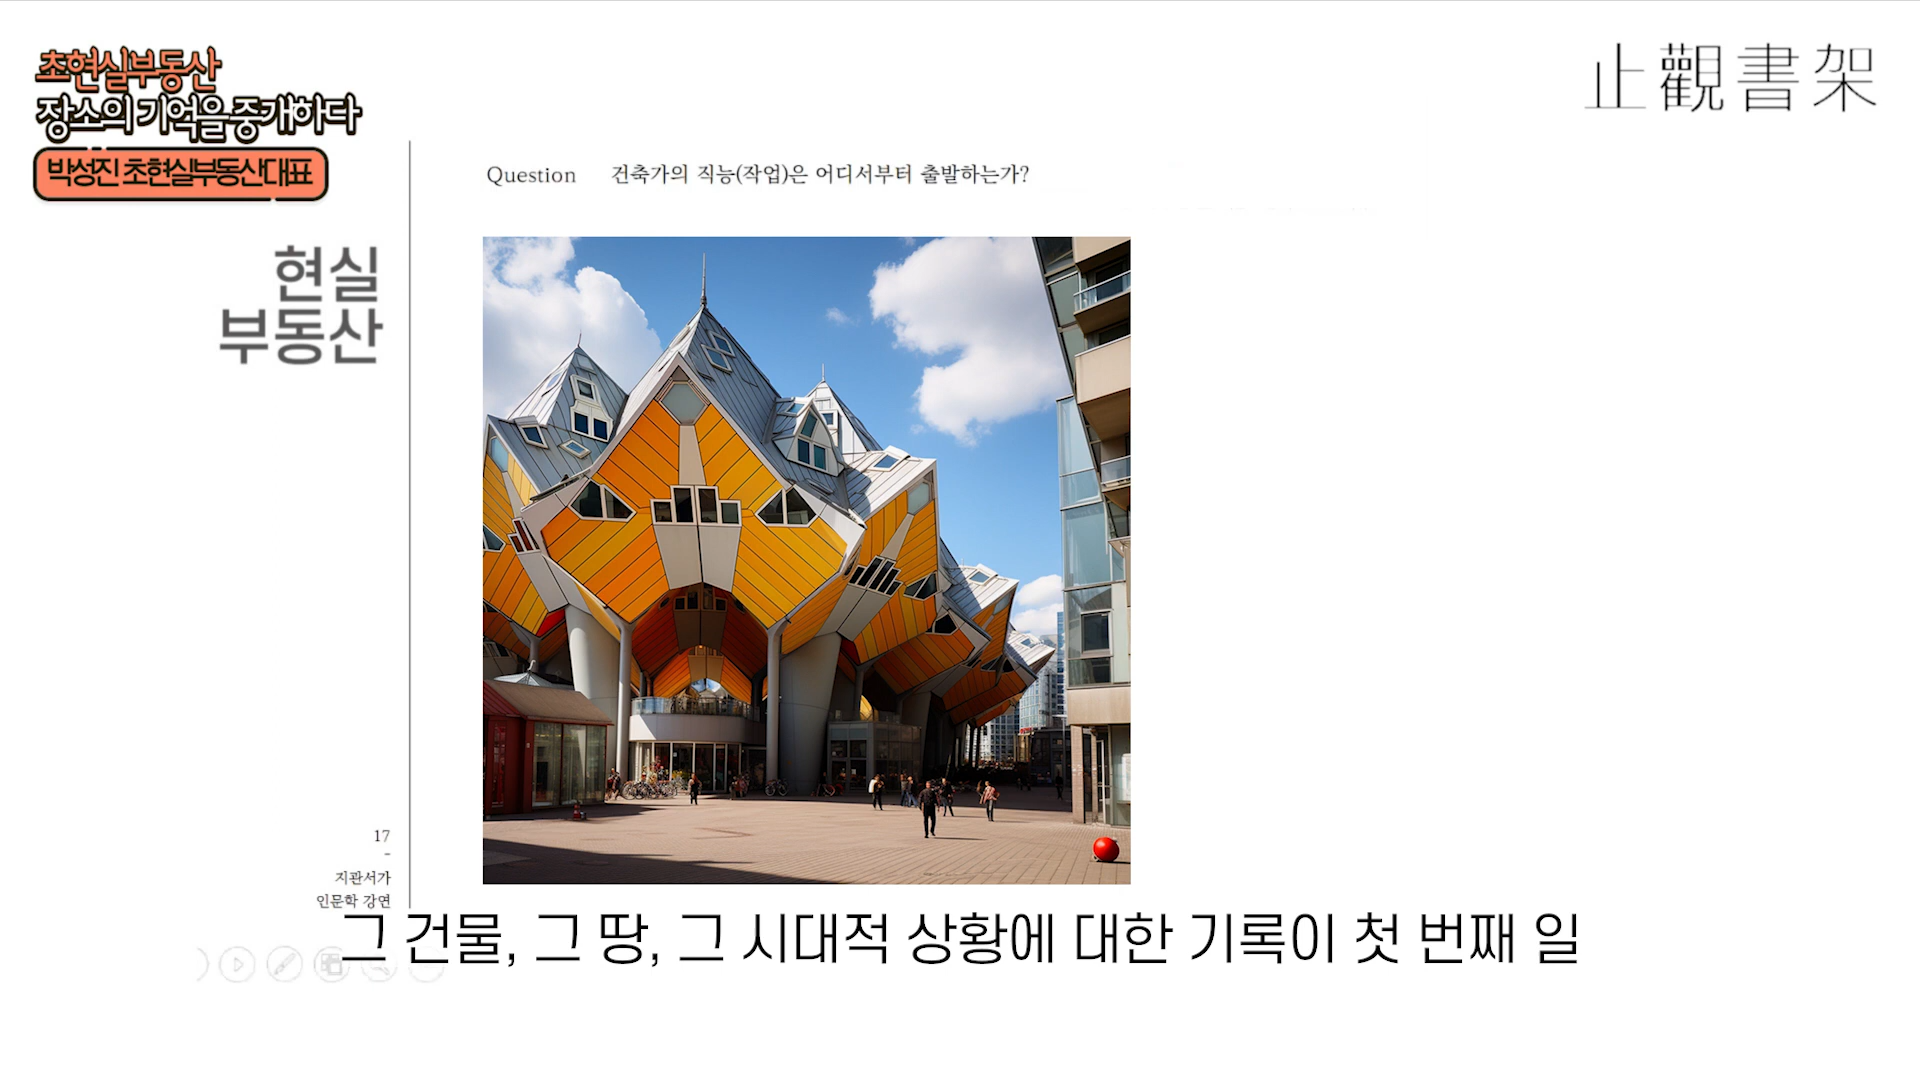 초현실부동산
장소의 기억을 중개하다
박성진 초현실부동산대표
止觀書架
Question 건축가의 직능(작업)은 어디서부터 출발하는가?
현실
부동산
17
지관서가
인문학 강연
그 건물, 그 땅, 그 시대적 상황에 대한 기록이 첫 번째 일